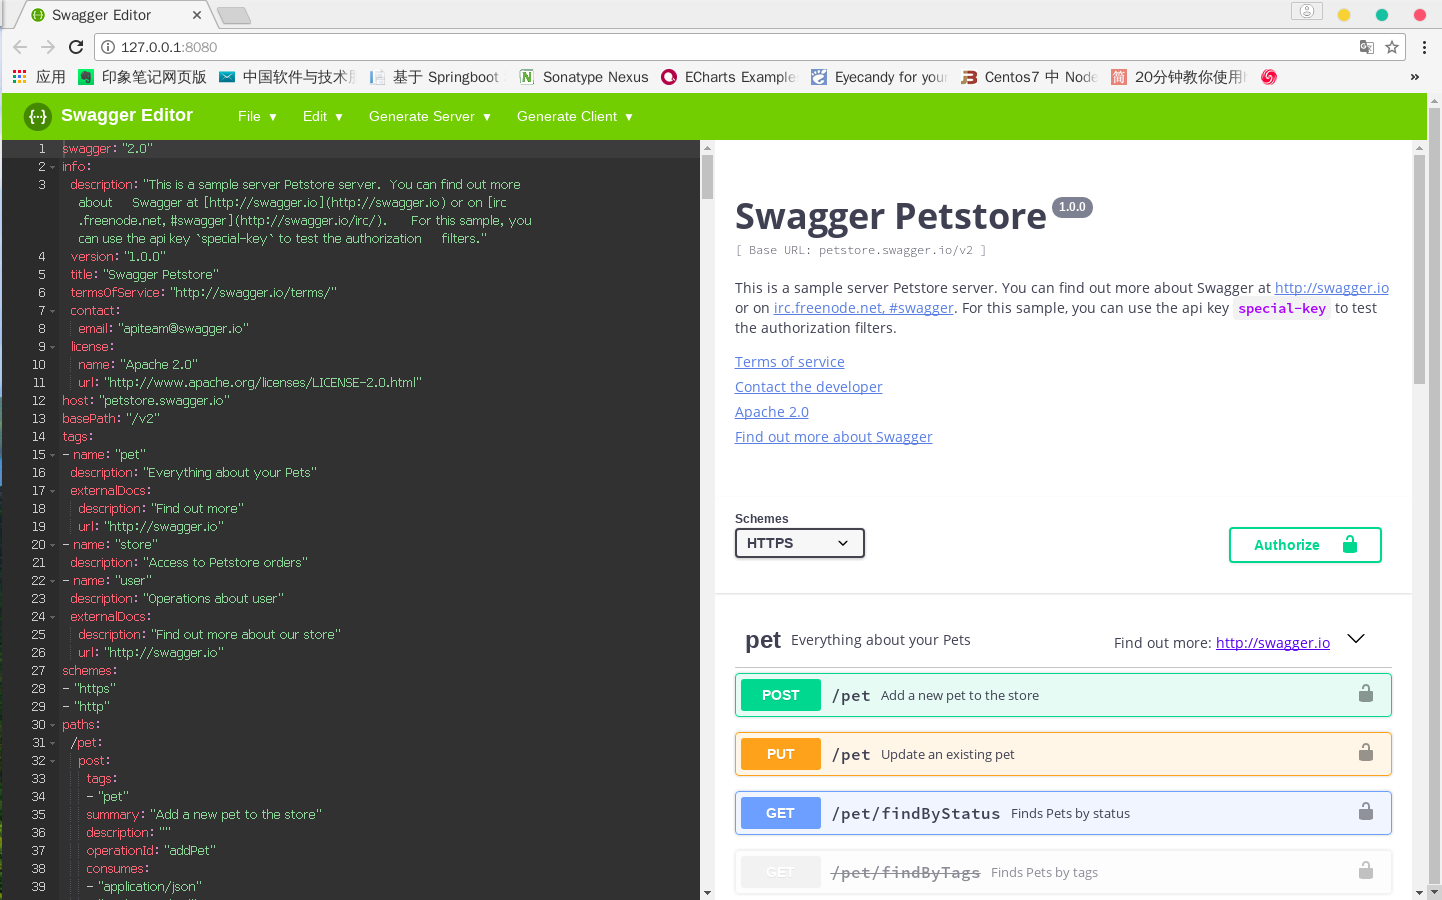 Swagger Editor
127.0.0.1:8080
应用 印象笔记网页版 中国软件与技术 基于 Springboot Sonatype Nexus ECharts Example Eyecandy for your Centos7 中 Node 简 20分钟教你使用 »
{··} Swagger Editor File ▼ Edit ▼ Generate Server ▼ Generate Client ▼
1 swagger: "2.0"
2 info:
3 description: "This is a sample server Petstore server. You can find out more
about Swagger at [http://swagger.io](http://swagger.io) or on [irc
.freenode.net, #swagger](http://swagger.io/irc/). For this sample, you
can use the api key `special-key` to test the authorization filters."
4 version: "1.0.0"
5 title: "Swagger Petstore"
6 termsOfService: "http://swagger.io/terms/"
7 contact:
8 email: "apiteam@swagger.io"
9 license:
10 name: "Apache 2.0"
11 url: "http://www.apache.org/licenses/LICENSE-2.0.html"
12 host: "petstore.swagger.io"
13 basePath: "/v2"
14 tags:
15 - name: "pet"
16 description: "Everything about your Pets"
17 externalDocs:
18 description: "Find out more"
19 url: "http://swagger.io"
20 - name: "store"
21 description: "Access to Petstore orders"
22 - name: "user"
23 description: "Operations about user"
24 externalDocs:
25 description: "Find out more about our store"
26 url: "http://swagger.io"
27 schemes:
28 - "https"
29 - "http"
30 paths:
31 /pet:
32 post:
33 tags:
34 - "pet"
35 summary: "Add a new pet to the store"
36 description: ""
37 operationId: "addPet"
38 consumes:
39 - "application/json"
Swagger Petstore 1.0.0
[ Base URL: petstore.swagger.io/v2 ]
This is a sample server Petstore server. You can find out more about Swagger at http://swagger.io
or on irc.freenode.net, #swagger. For this sample, you can use the api key special-key to test
the authorization filters.
Terms of service
Contact the developer
Apache 2.0
Find out more about Swagger
Schemes
HTTPS
Authorize
pet Everything about your Pets Find out more: http://swagger.io
POST /pet Add a new pet to the store
PUT /pet Update an existing pet
GET /pet/findByStatus Finds Pets by status
GET /pet/findByTags Finds Pets by tags